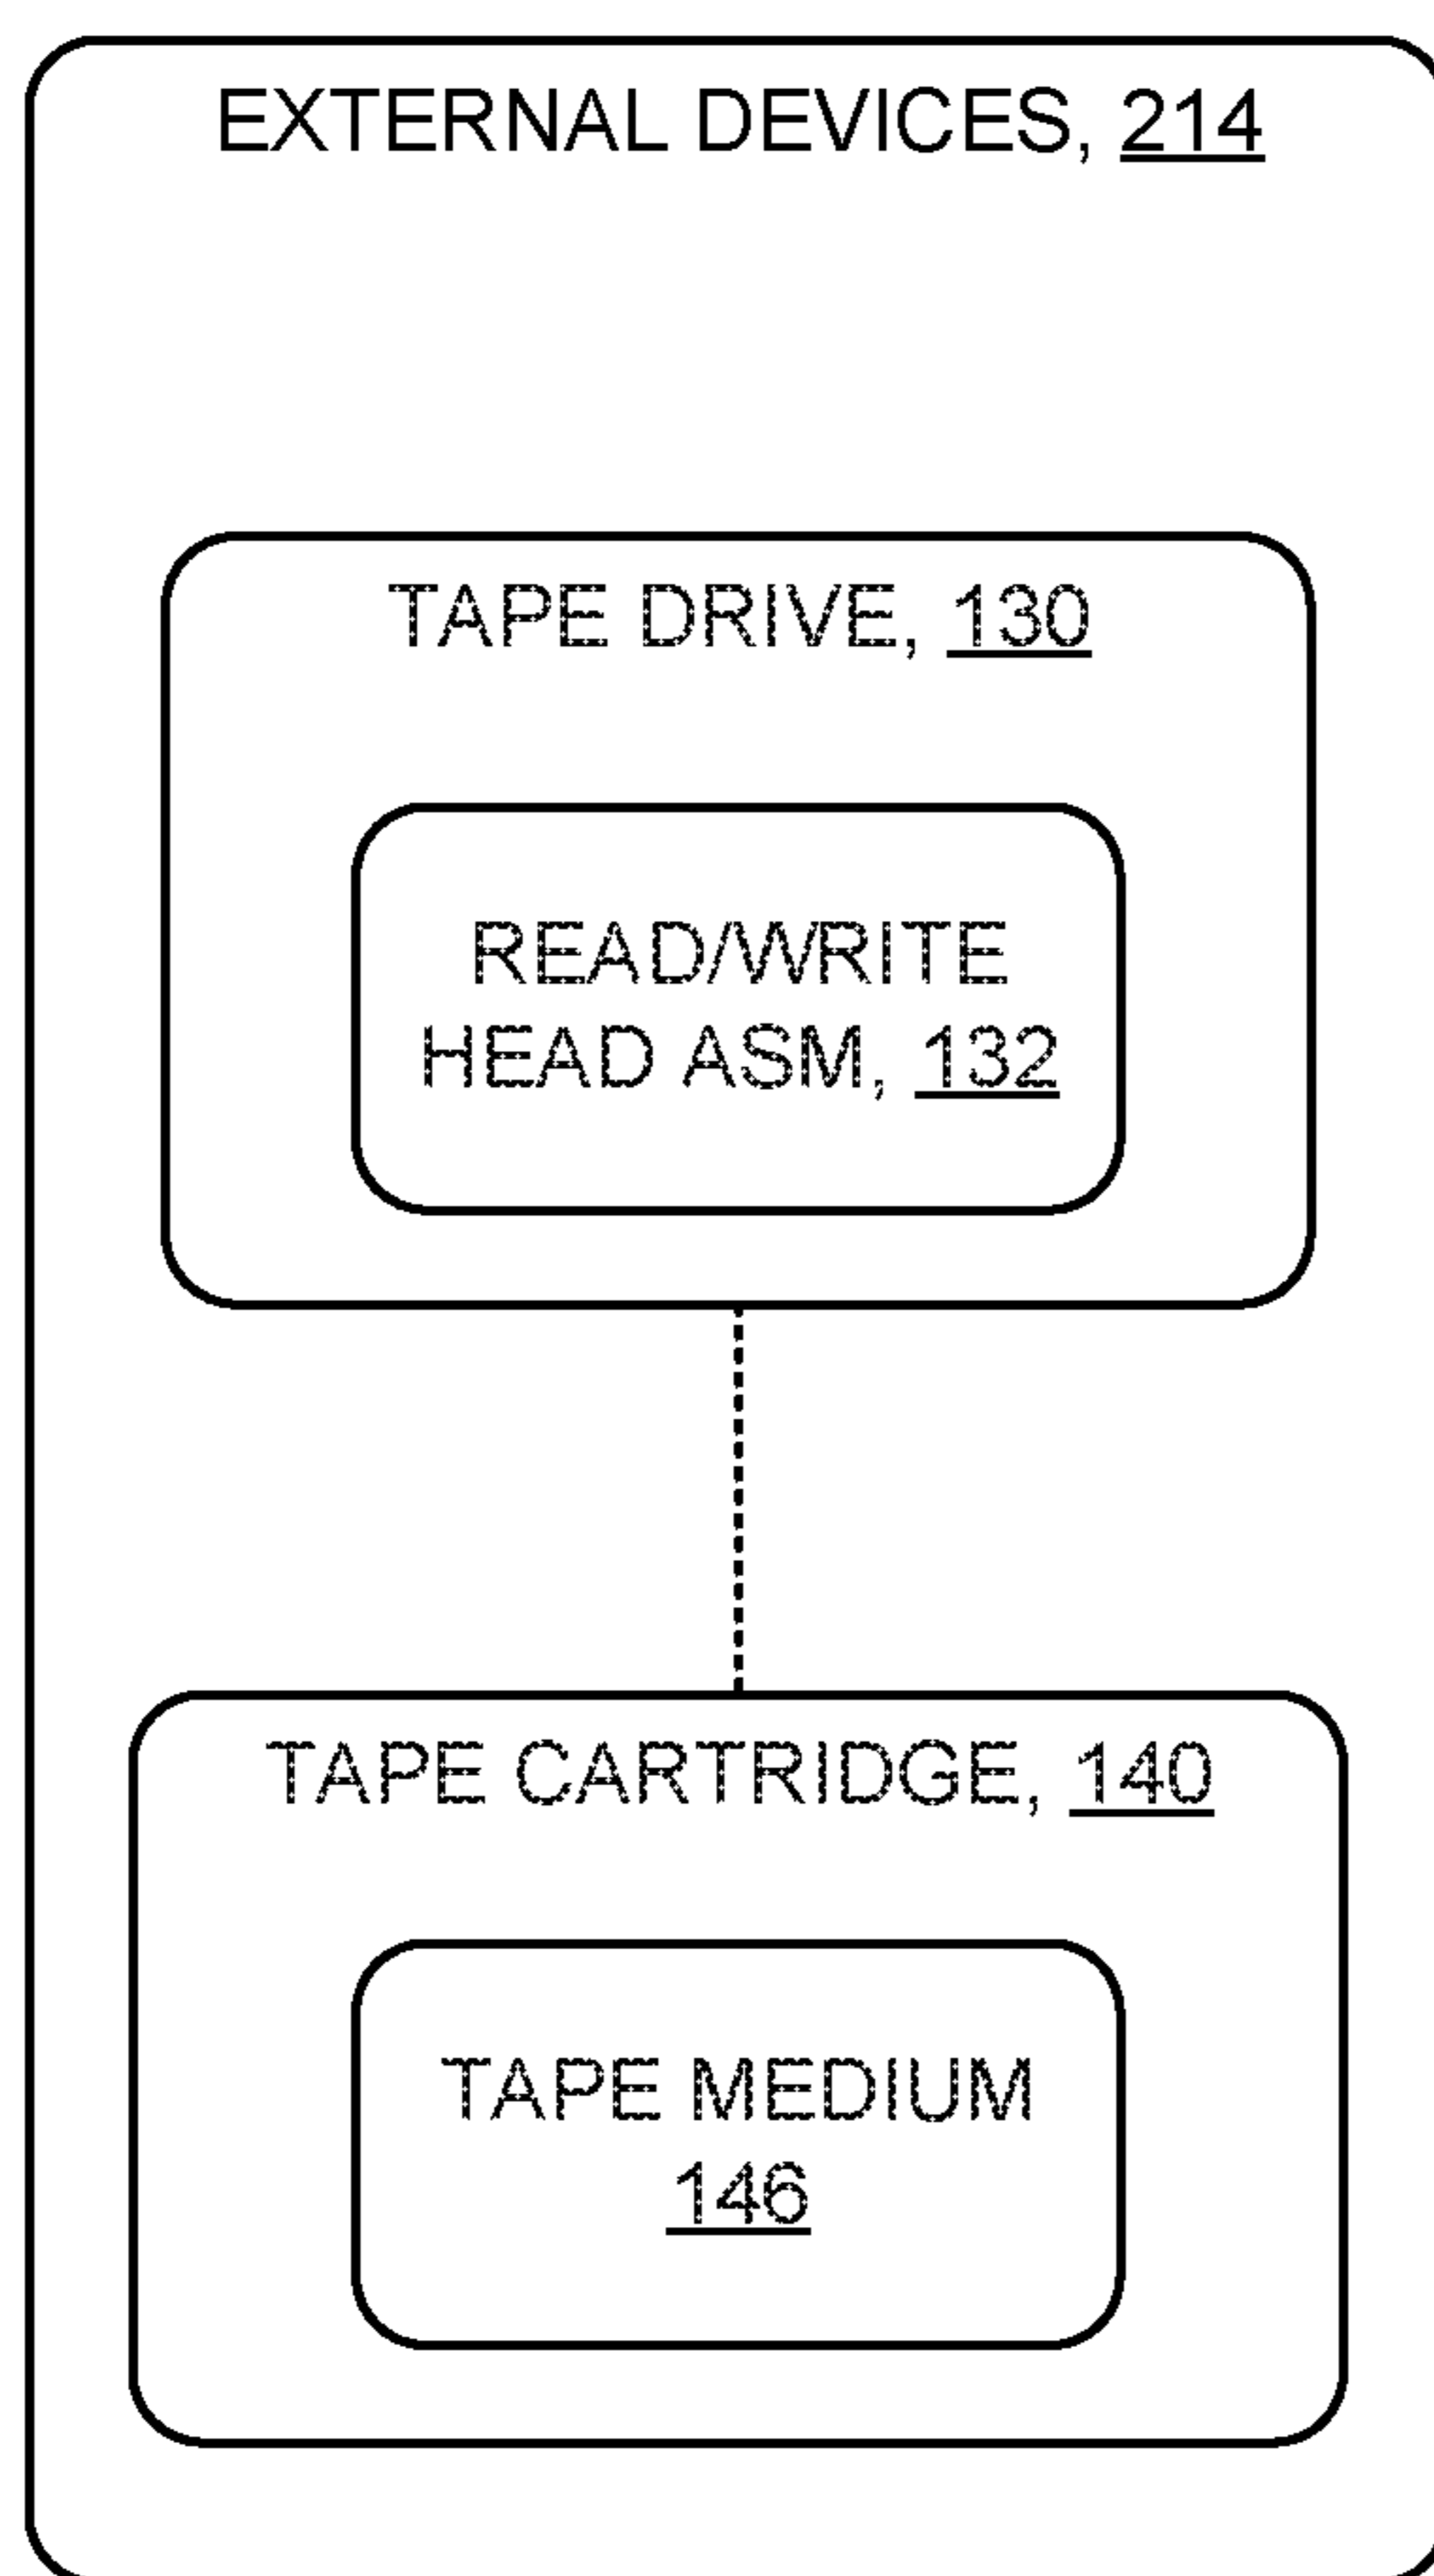 EXTERNAL DEVICES, 214
TAPE DRIVE, 130
READ/WRITE
HEAD ASM, 132
TAPE CARTRIDGE, 140
TAPE MEDIUM
146